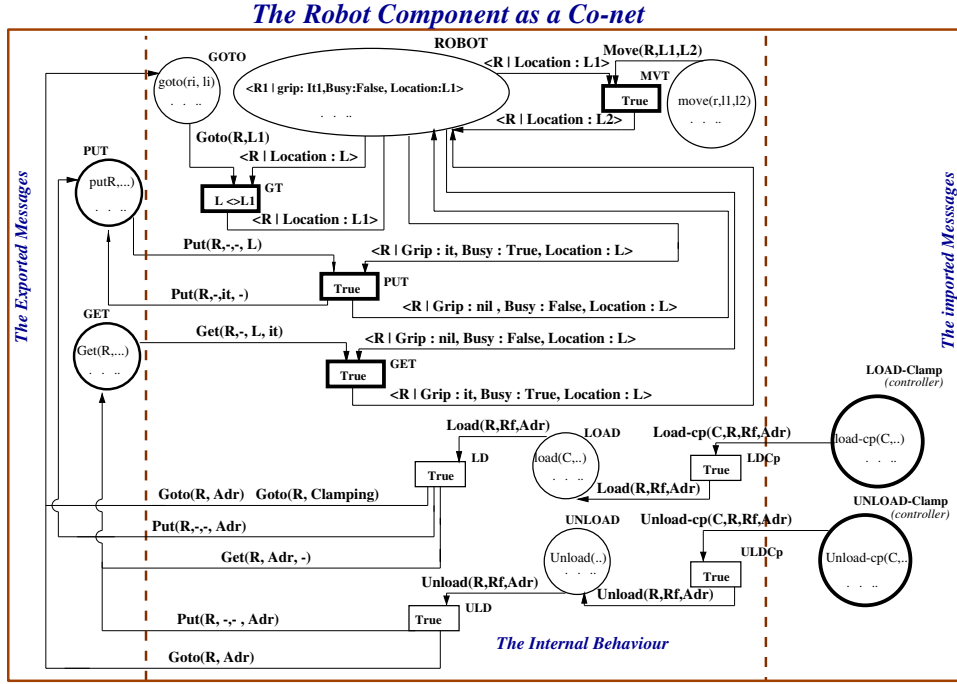 The Robot Component as a Co-net
ROBOT
GOTO
<R | Location : L1>
Move(R,L1,L2)
MVT
goto(ri, li)
. . ..
<R1 | grip: It1,Busy:False, Location:L1>
. . ..
True
move(r,l1,l2)
. . ..
<R | Location : L2>
Goto(R,L1)
<R | Location : L>
PUT
GT
putR,...)
. . ..
L <>L1
<R | Location : L1>
The Exported Messages
The imported Messsages
Put(R,-,-, L)
<R | Grip : it, Busy : True, Location : L>
PUT
True
Put(R,-,it, -)
<R | Grip : nil , Busy : False, Location : L>
GET
Get(R,-, L, it)
<R | Grip : nil, Busy : False, Location : L>
Get(R,...)
. . ..
GET
True
<R | Grip : it, Busy : True, Location : L>
LOAD-Clamp
(controller)
Load(R,Rf,Adr)
LOAD
Load-cp(C,R,Rf,Adr)
load-cp(C,..)
. . ..
LD
load(C,..)
. . ..
LDCp
True
True
Load(R,Rf,Adr)
Goto(R, Adr) Goto(R, Clamping)
UNLOAD-Clamp
(controller)
Put(R,-,-, Adr)
UNLOAD
Unload-cp(C,R,Rf,Adr)
Get(R, Adr, -)
Unload(..)
. . ..
ULDCp
Unload-cp(C,..
. . ..
True
Unload(R,Rf,Adr)
Unload(R,Rf,Adr)
ULD
Put(R, -,- , Adr)
True
The Internal Behaviour
Goto(R, Adr)